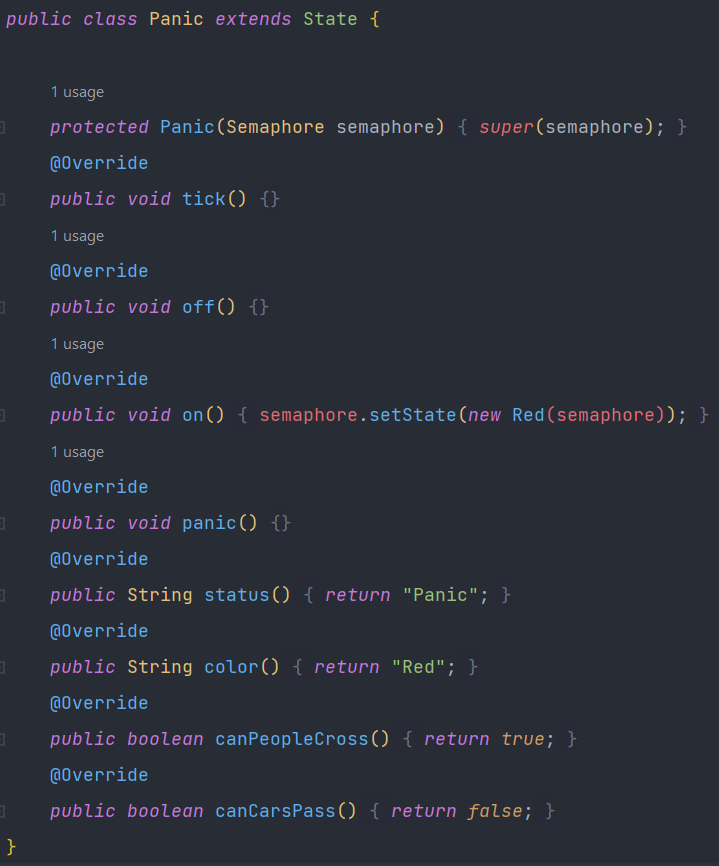 public class Panic extends State {
1 usage
protected Panic(Semaphore semaphore) { super(semaphore); }
@Override
public void tick() {}
1 usage
@Override
public void off() {}
1 usage
@Override
public void on() { semaphore.setState(new Red(semaphore)); }
1 usage
@Override
public void panic() {}
@Override
public String status() { return "Panic"; }
@Override
public String color() { return "Red"; }
@Override
public boolean canPeopleCross() { return true; }
@Override
public boolean canCarsPass() { return false; }
}